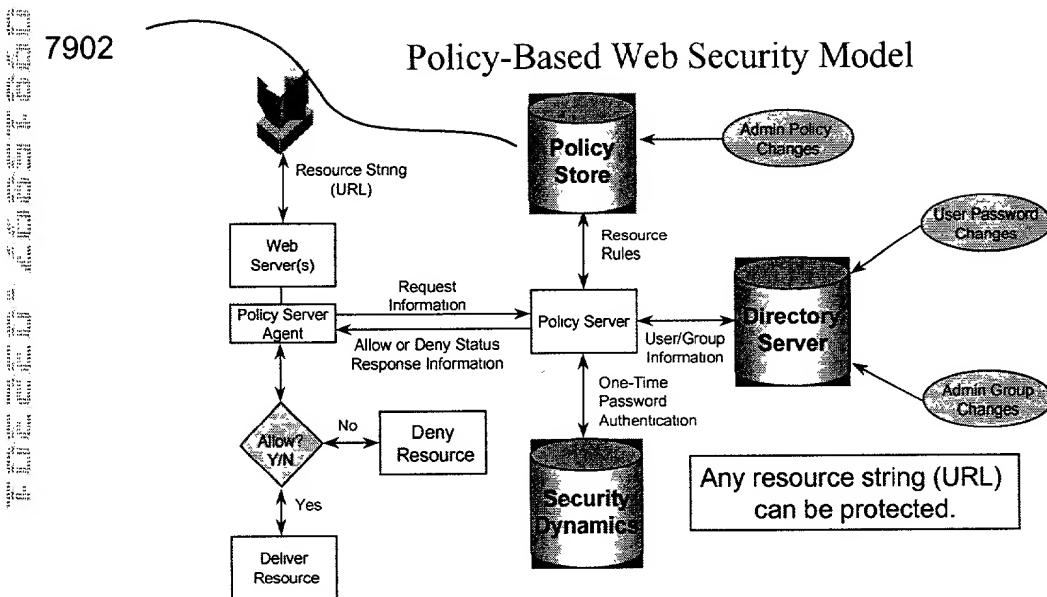 7902
Policy-Based Web Security Model
Resource String
(URL)
Policy
Store
Admin Policy
Changes
Web
Server(s)
Resource
Rules
User Password
Changes
Request
Information
Policy Server
Agent
Policy Server
Directory
Server
Allow or Deny Status
Response Information
User/Group
Information
One-Time
Password
Authentication
Admin Group
Changes
Allow?
Y/N
No
Deny
Resource
Yes
Security
Dynamics
Any resource string (URL)
can be protected.
Deliver
Resource